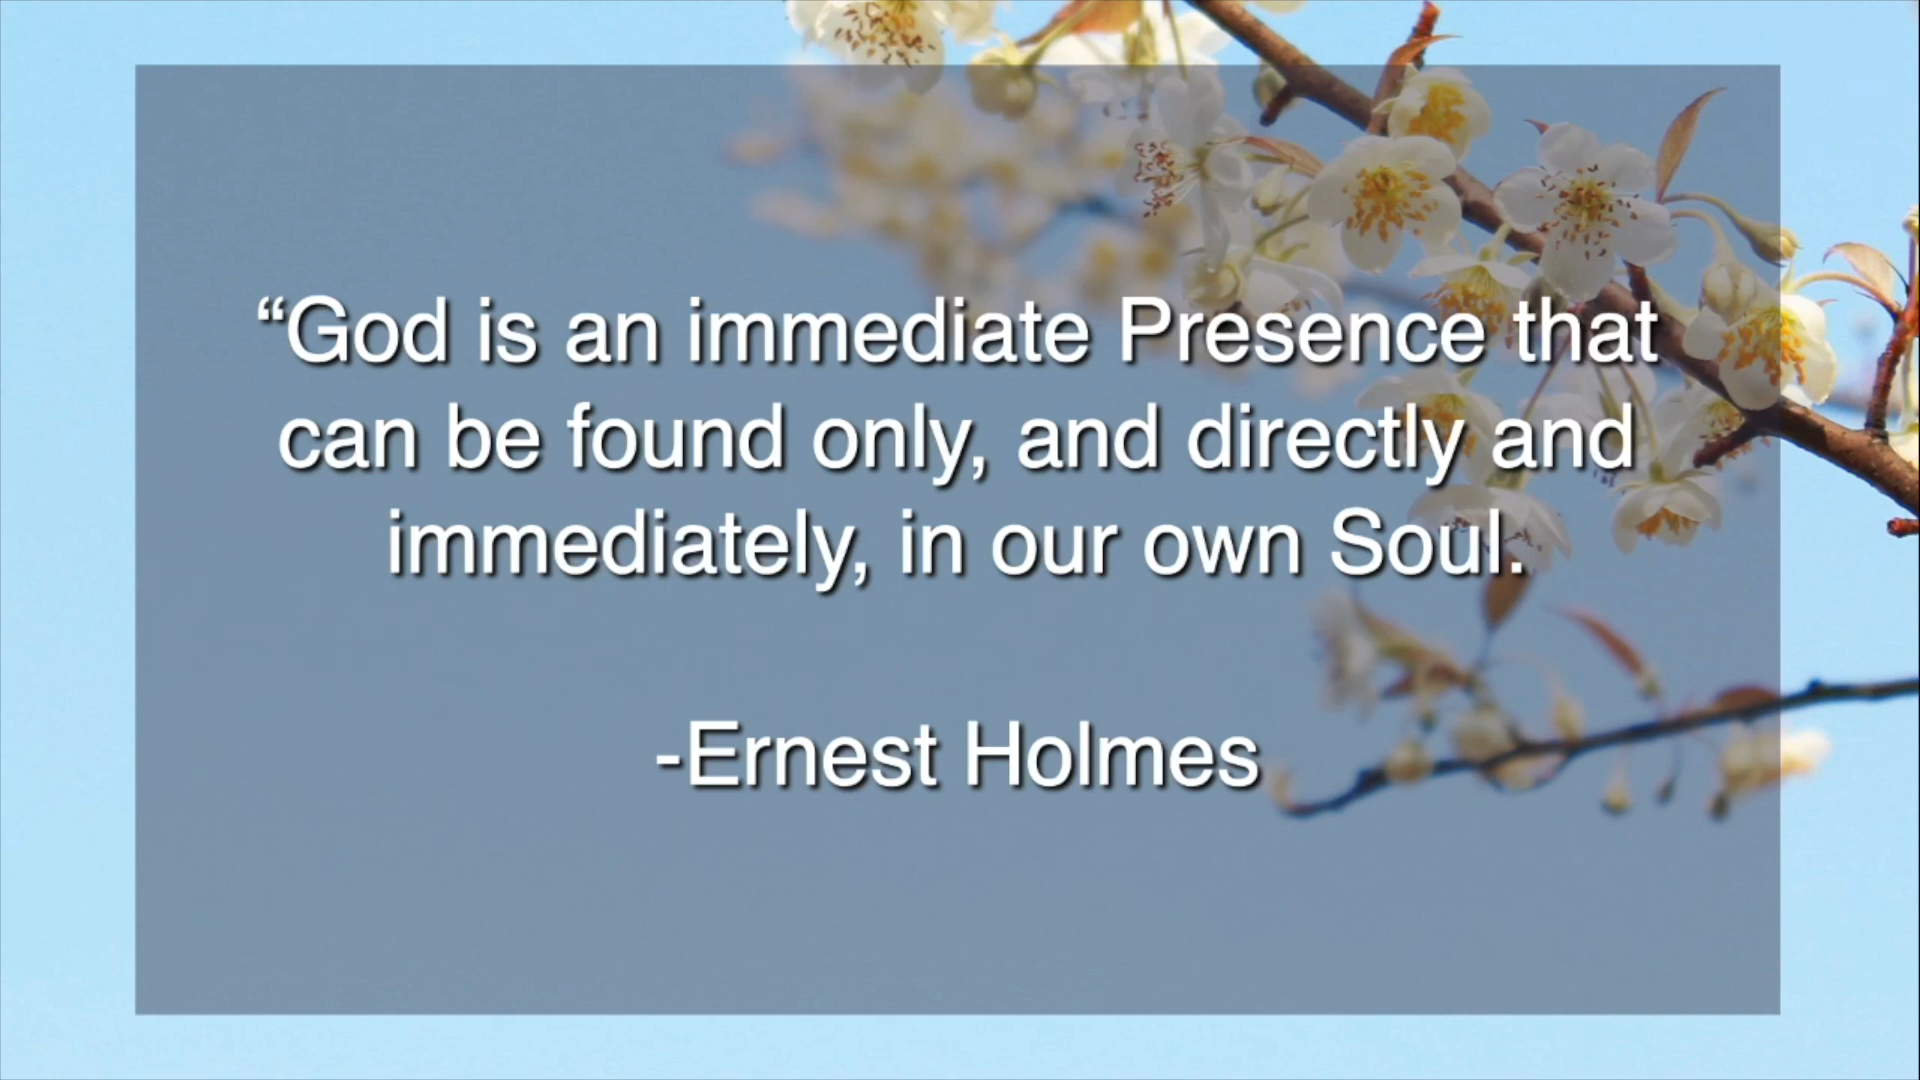 “God is an immediate Presence that
can be found only, and directly and
immediately, in our own Soul.
-Ernest Holmes